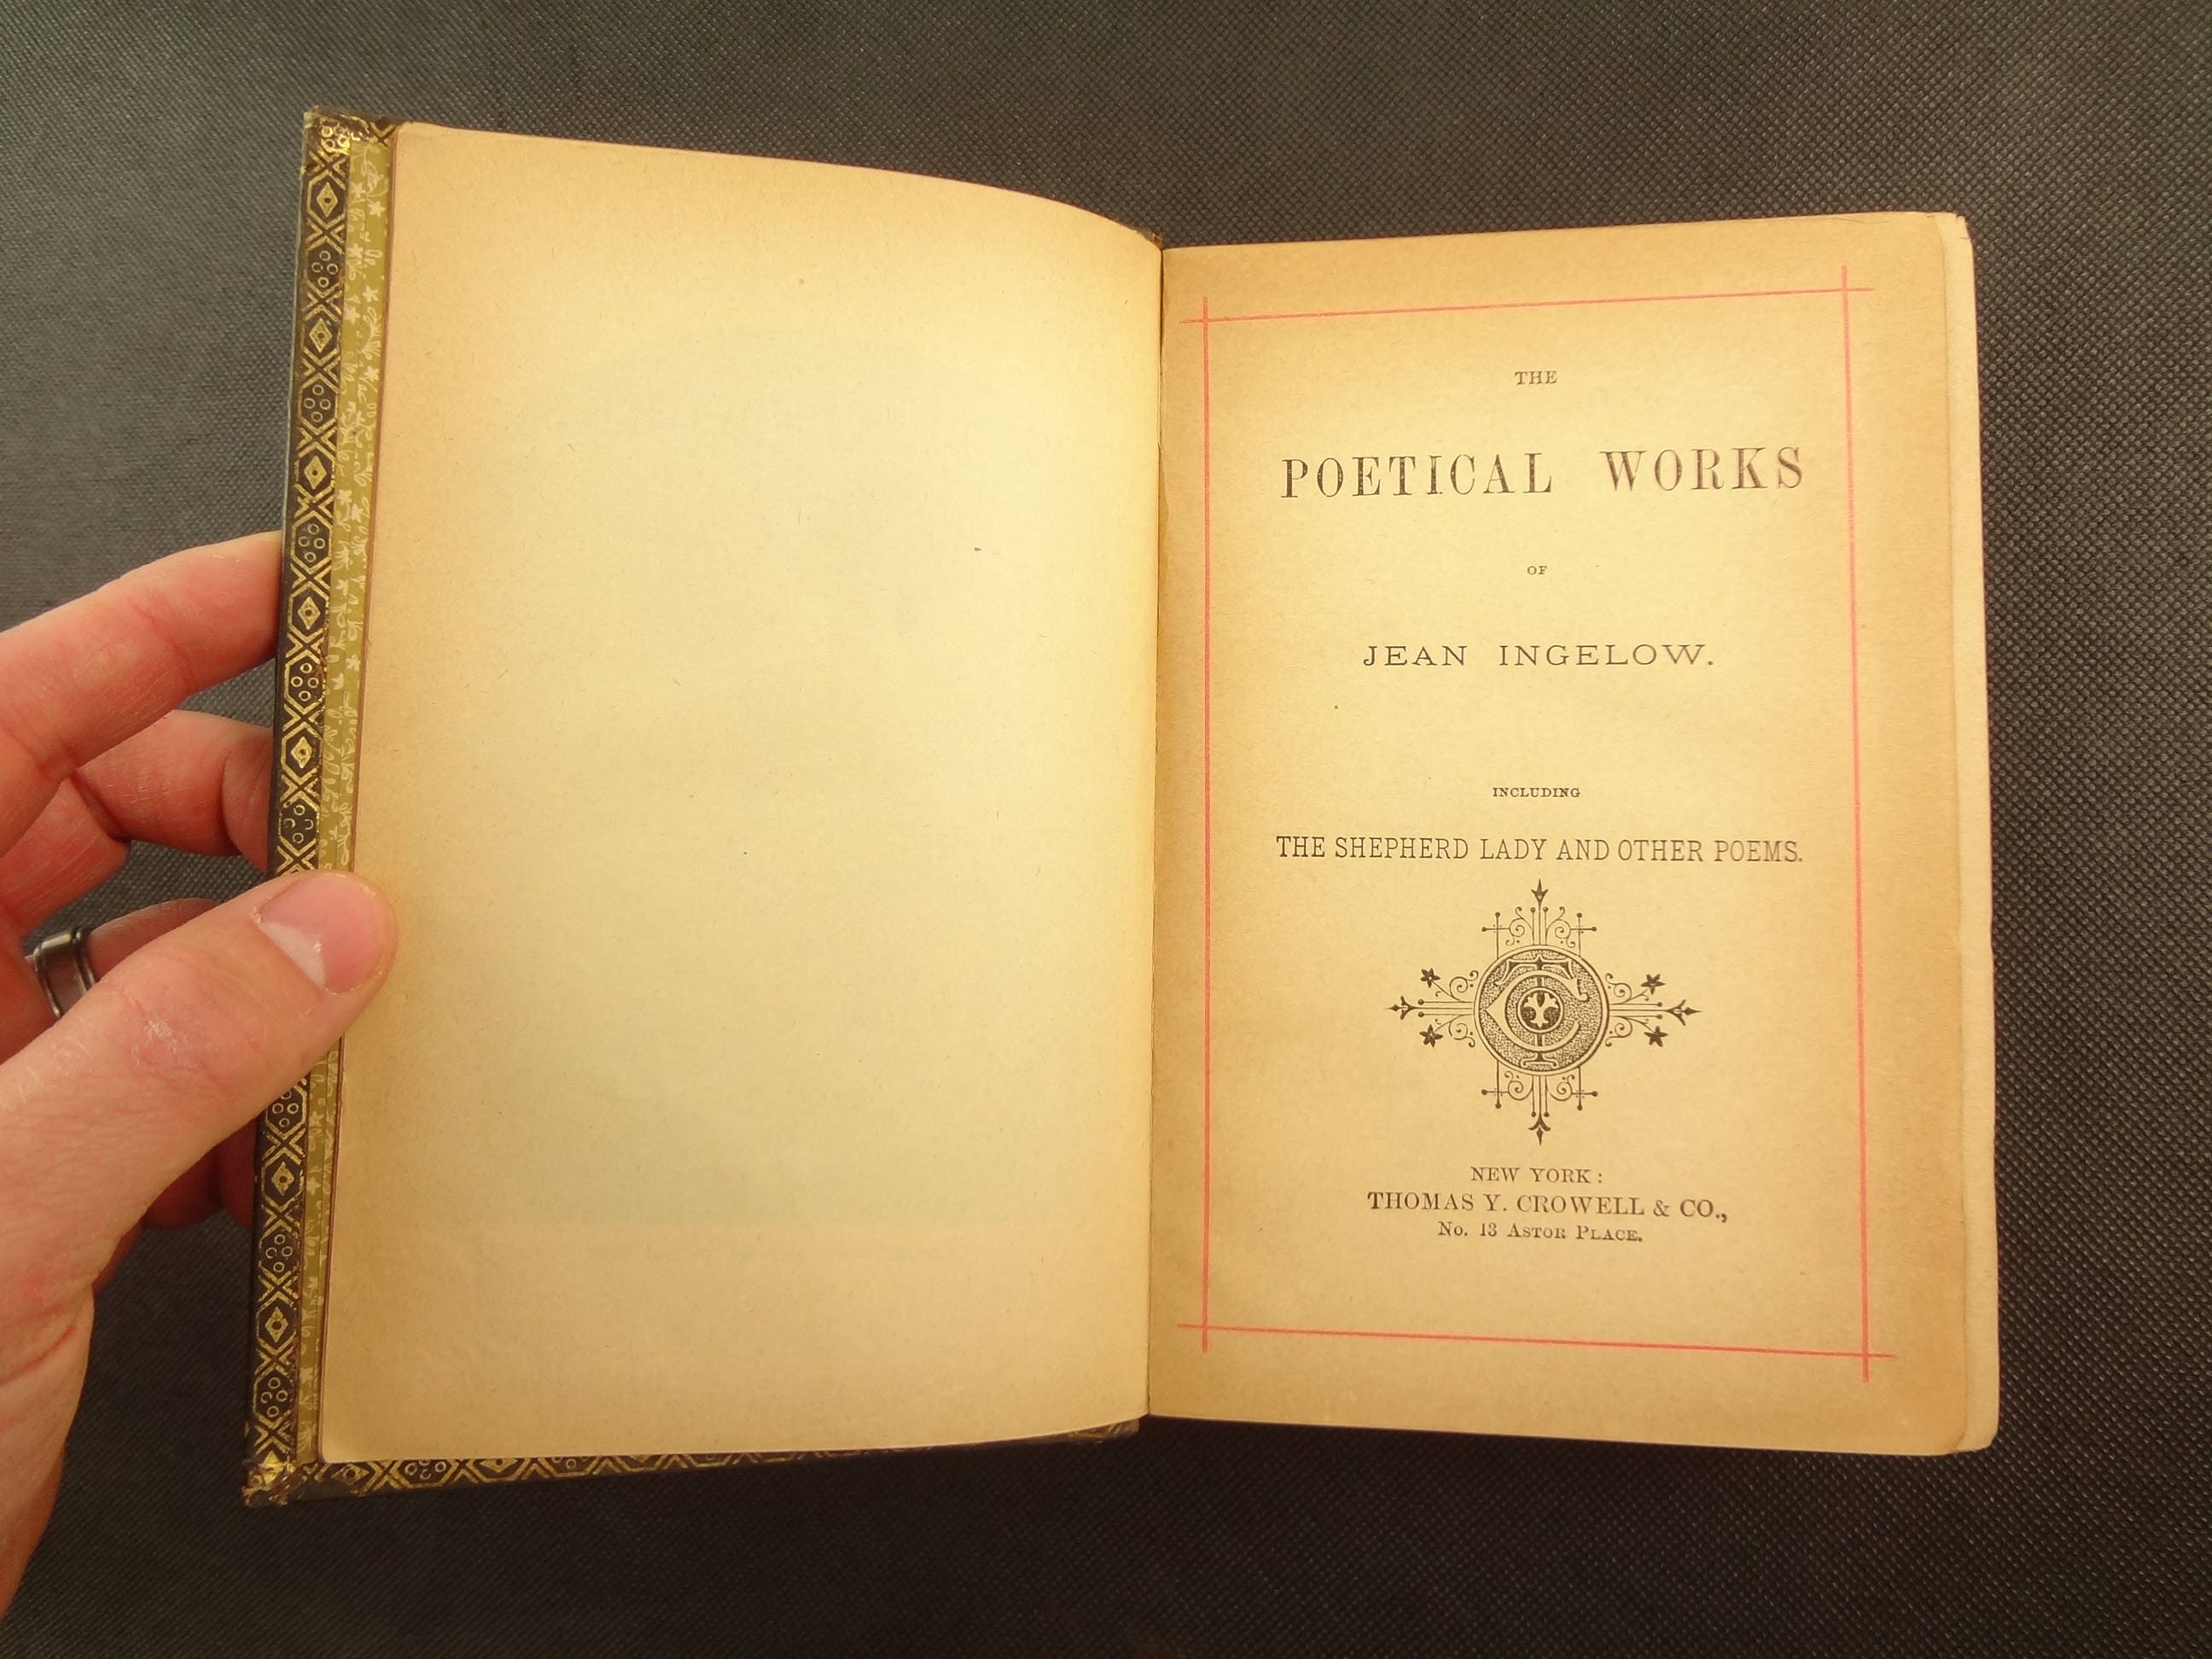 THE
POETICAL WORKS
OF
JEAN INGELOW.
INCLUDING
THE SHEPHERD LADY AND OTHER POEMS.
NEW YORK:
THOMAS Y. CROWELL & CO.,
No. 13 Astor Place.